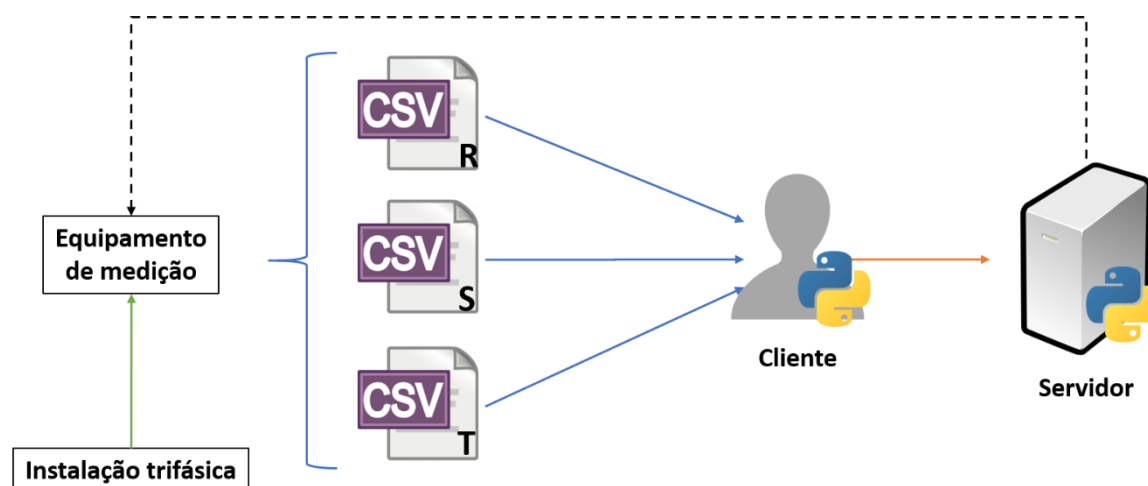 CSV
R
Equipamento
de medição
CSV
S
Cliente
Servidor
CSV
T
Instalação trifásica